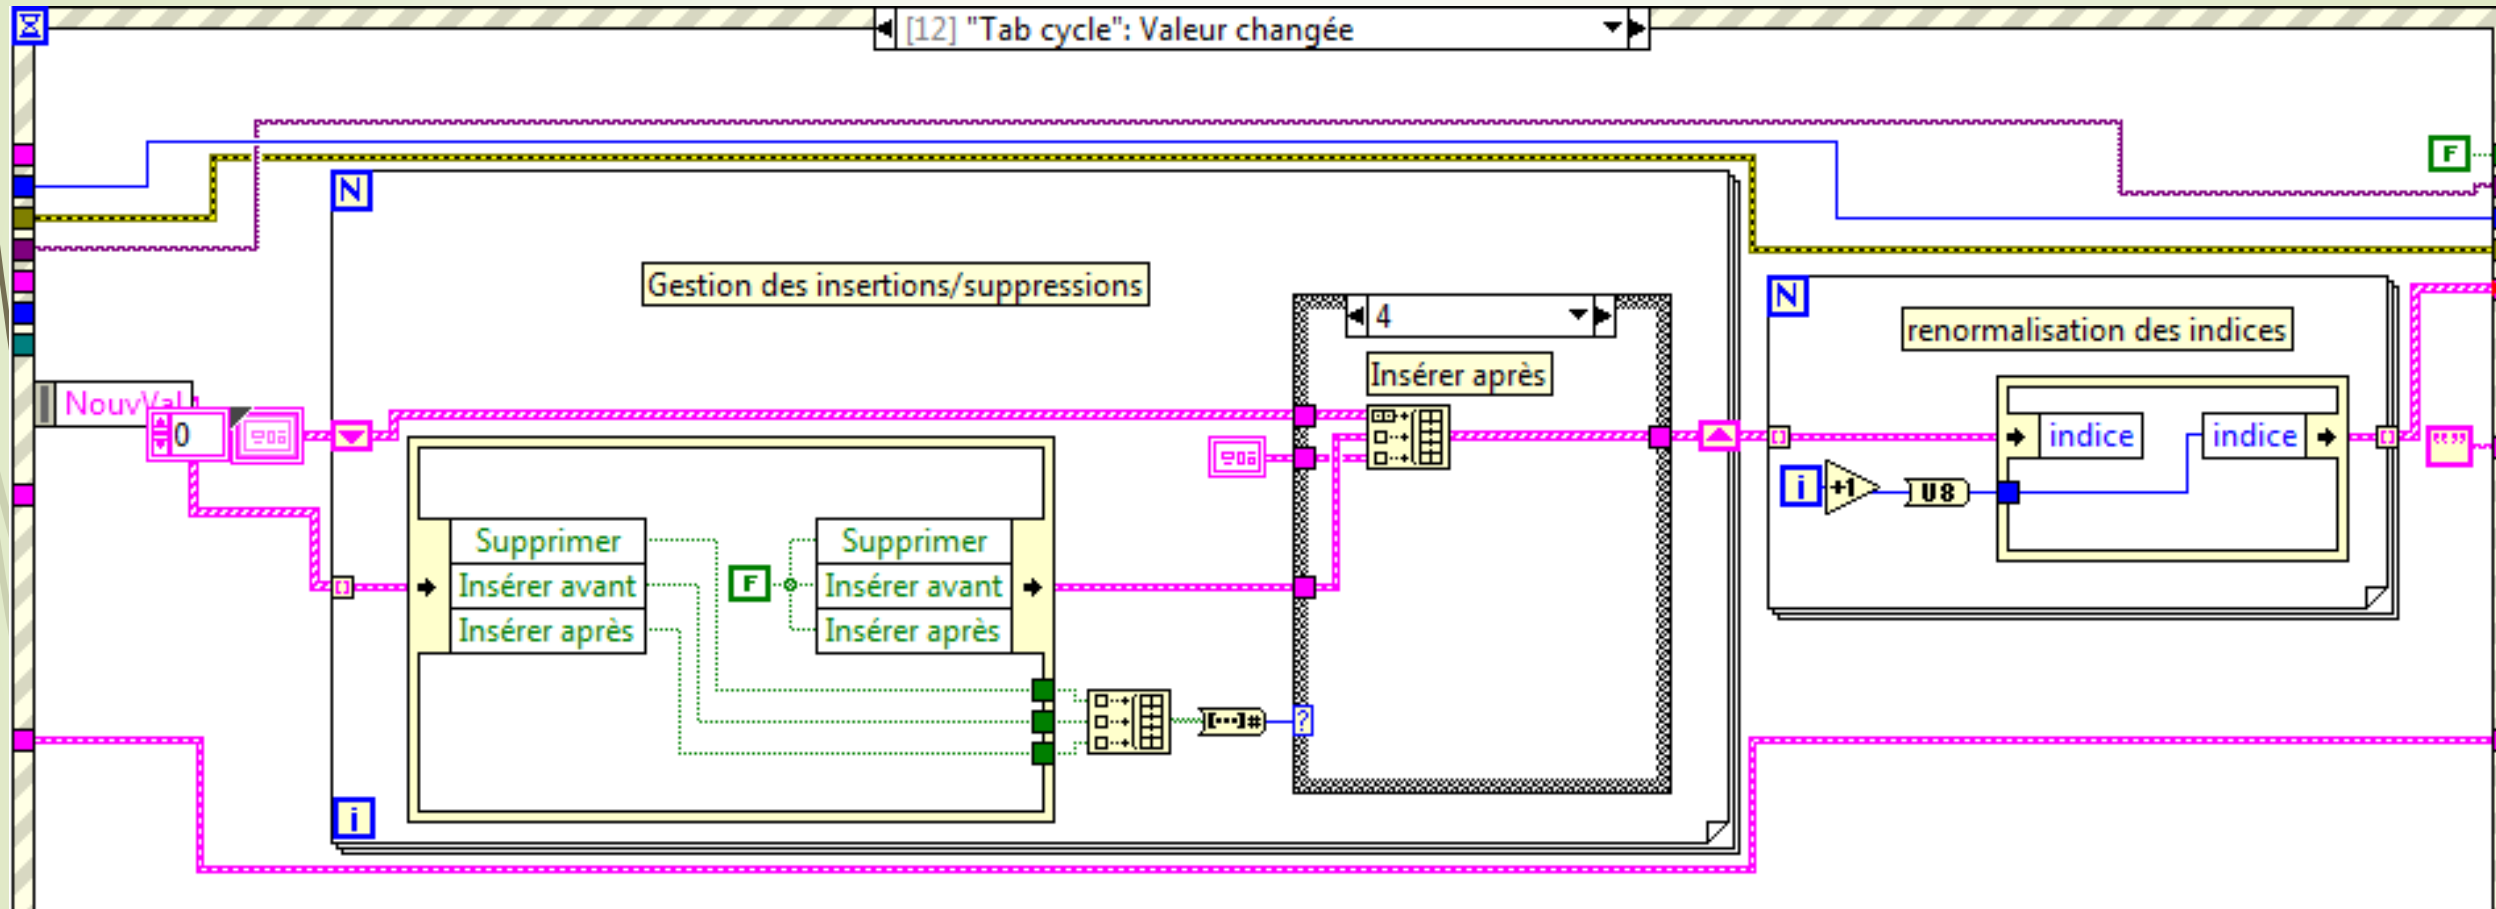 [12] "Tab cycle": Valeur changée
F
N
Gestion des insertions/suppressions
N
4
renormalisation des indices
Insérer après
NouvVal
0
indice
indice
i
+1
U8
Supprimer
Supprimer
Insérer avant
F
Insérer avant
Insérer après
Insérer après
[...]#
?
i